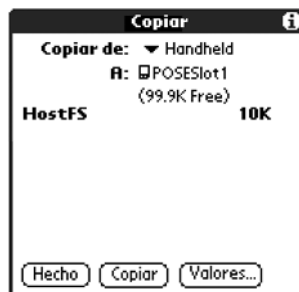 Copiar
Copiar de: Handheld
A: POSESlot1
(99.9K Free)
HostFS 10K
Hecho Copiar Valores...